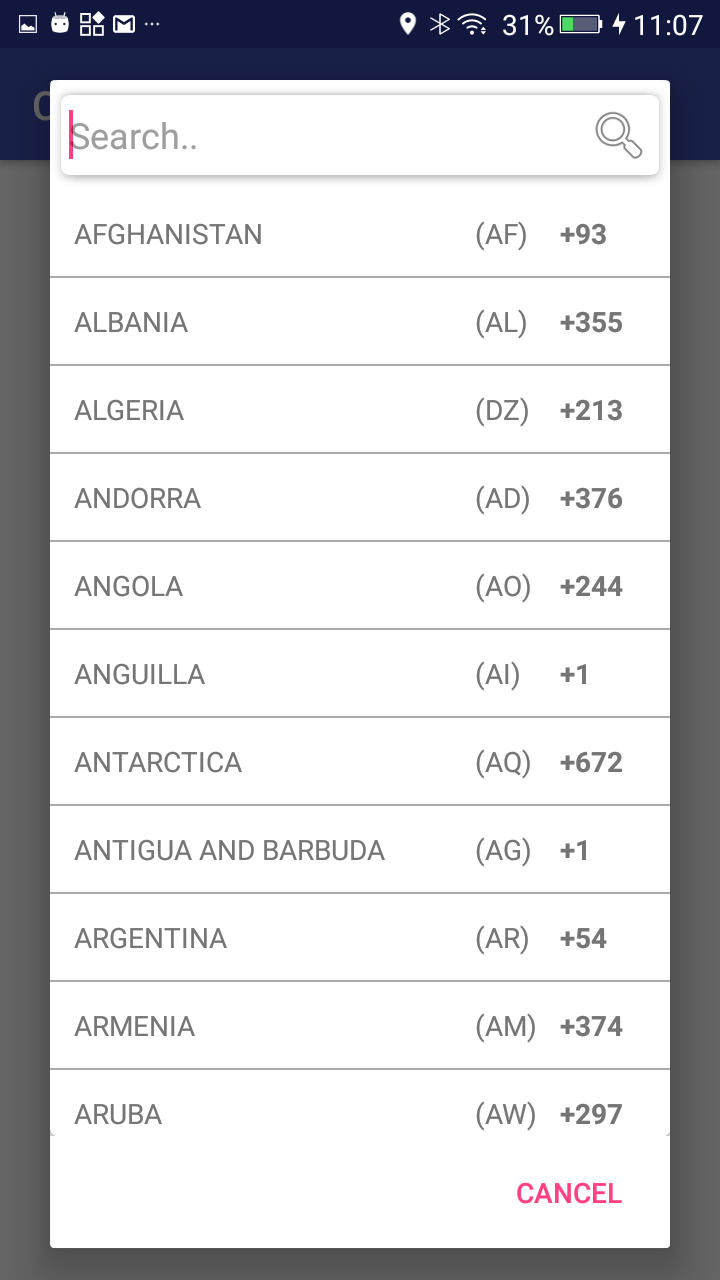 31% 11:07
C
Search..
AFGHANISTAN (AF) +93
ALBANIA (AL) +355
ALGERIA (DZ) +213
ANDORRA (AD) +376
ANGOLA (AO) +244
ANGUILLA (AI) +1
ANTARCTICA (AQ) +672
ANTIGUA AND BARBUDA (AG) +1
ARGENTINA (AR) +54
ARMENIA (AM) +374
ARUBA (AW) +297
CANCEL